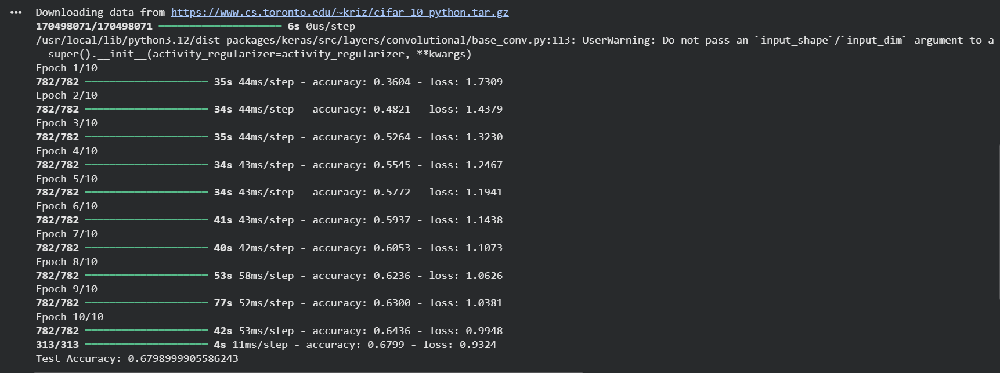 ••• Downloading data from https://www.cs.toronto.edu/~kriz/cifar-10-python.tar.gz
170498071/170498071 ━━━━━━━━━━━━━━━━━━━━ 6s 0us/step
/usr/local/lib/python3.12/dist-packages/keras/src/layers/convolutional/base_conv.py:113: UserWarning: Do not pass an `input_shape`/`input_dim` argument to a
super().__init__(activity_regularizer=activity_regularizer, **kwargs)
Epoch 1/10
782/782 ━━━━━━━━━━━━━━━━━━━━ 35s 44ms/step - accuracy: 0.3604 - loss: 1.7309
Epoch 2/10
782/782 ━━━━━━━━━━━━━━━━━━━━ 34s 44ms/step - accuracy: 0.4821 - loss: 1.4379
Epoch 3/10
782/782 ━━━━━━━━━━━━━━━━━━━━ 35s 44ms/step - accuracy: 0.5264 - loss: 1.3230
Epoch 4/10
782/782 ━━━━━━━━━━━━━━━━━━━━ 34s 43ms/step - accuracy: 0.5545 - loss: 1.2467
Epoch 5/10
782/782 ━━━━━━━━━━━━━━━━━━━━ 34s 43ms/step - accuracy: 0.5772 - loss: 1.1941
Epoch 6/10
782/782 ━━━━━━━━━━━━━━━━━━━━ 41s 43ms/step - accuracy: 0.5937 - loss: 1.1438
Epoch 7/10
782/782 ━━━━━━━━━━━━━━━━━━━━ 40s 42ms/step - accuracy: 0.6053 - loss: 1.1073
Epoch 8/10
782/782 ━━━━━━━━━━━━━━━━━━━━ 53s 58ms/step - accuracy: 0.6236 - loss: 1.0626
Epoch 9/10
782/782 ━━━━━━━━━━━━━━━━━━━━ 77s 52ms/step - accuracy: 0.6300 - loss: 1.0381
Epoch 10/10
782/782 ━━━━━━━━━━━━━━━━━━━━ 42s 53ms/step - accuracy: 0.6436 - loss: 0.9948
313/313 ━━━━━━━━━━━━━━━━━━━━ 4s 11ms/step - accuracy: 0.6799 - loss: 0.9324
Test Accuracy: 0.6798999905586243